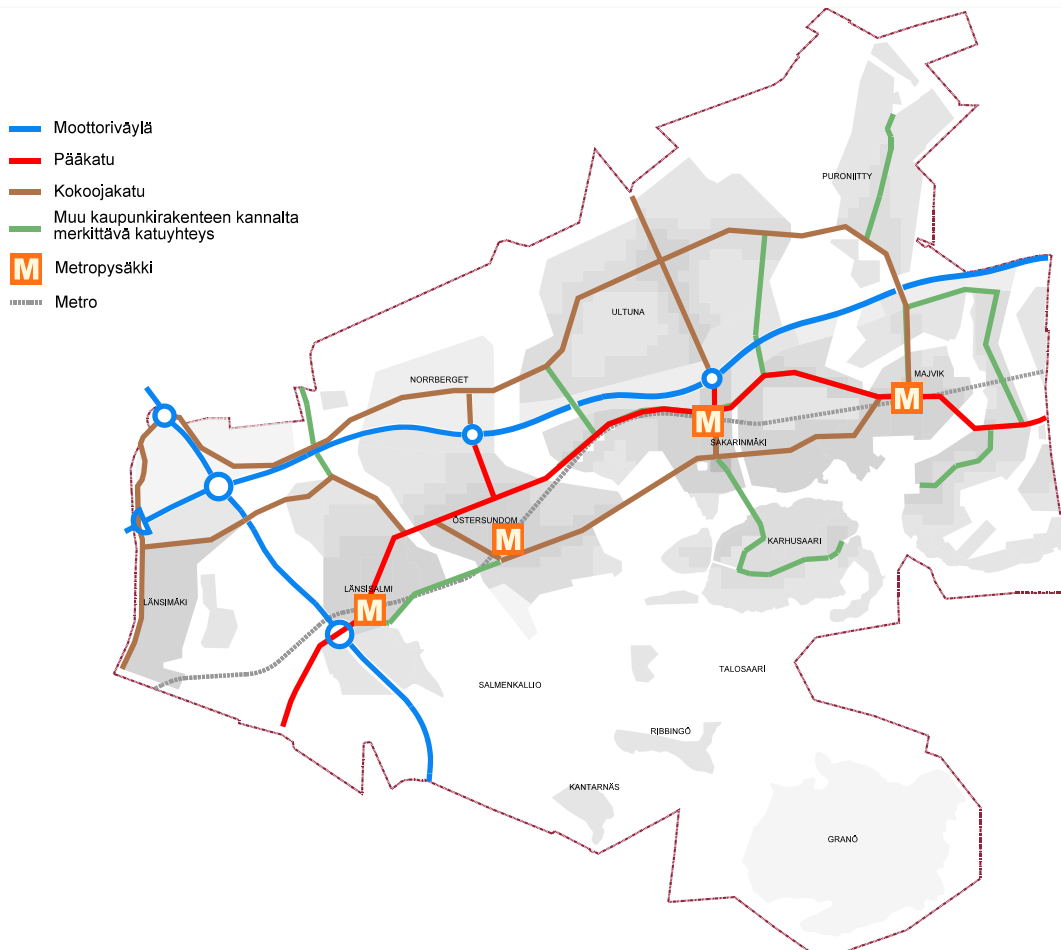 Moottoriväylä
Pääkatu
Kokoojakatu
Muu kaupunkirakenteen kannalta
merkittävä katuyhteys
M Metropysäkki
Metro
PURONIITTY
ULTUNA
NORRBERGET
MAJVIK
M
M
SAKARINMÄKI
ÖSTERSUNDOM
M
KARHUSAARI
LÄNSISALMI
M
LÄNSIMÄKI
TALOSAARI
SALMENKALLIO
RIBBINGÖ
KANTARNÄS
GRANÖ